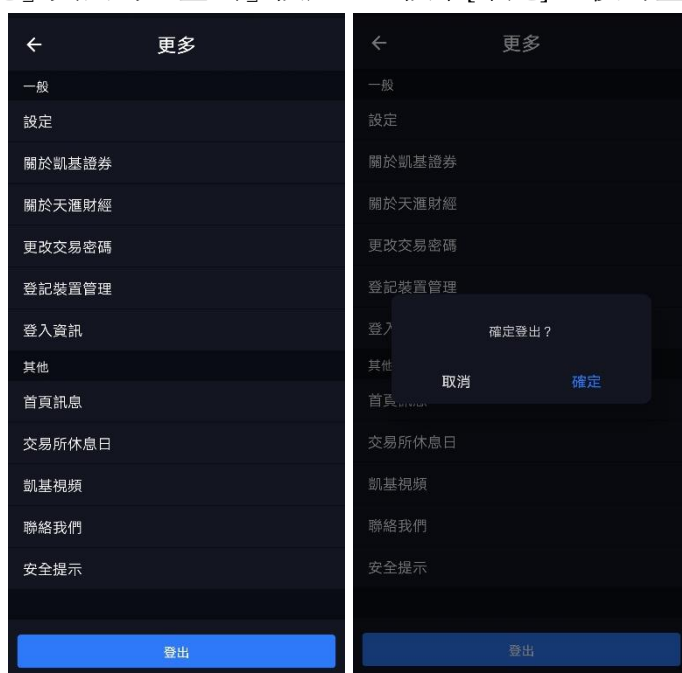 更多
一般
設定
關於凱基證券
關於天滙財經
更改交易密碼
登記裝置管理
登入資訊
其他
首頁訊息
交易所休息日
凱基視頻
聯絡我們
安全提示
登出
更多
一般
設定
關於凱基證券
關於天滙財經
更改交易密碼
登記裝置管理
登入
確定登出？
其他
取消 確定
首頁
交易所休息日
凱基視頻
聯絡我們
安全提示
登出